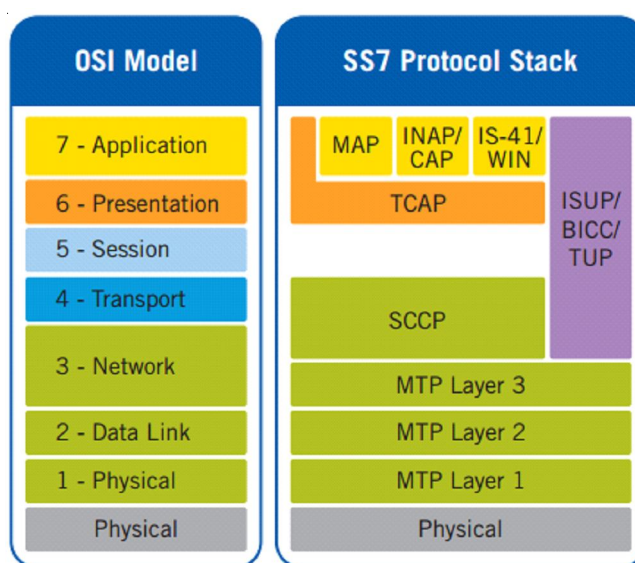 OSI Model
7 - Application
6 - Presentation
5 - Session
4 - Transport
3 - Network
2 - Data Link
1 - Physical
Physical
SS7 Protocol Stack
MAP
INAP/
CAP
IS-41/
WIN
TCAP
ISUP/
BICC/
TUP
SCCP
MTP Layer 3
MTP Layer 2
MTP Layer 1
Physical